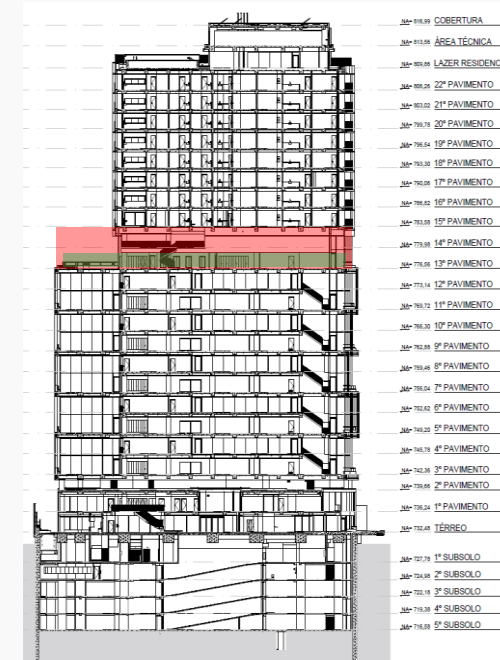 NA= 816,99 COBERTURA
NA= 813,56 ÁREA TÉCNICA
NA= 809,66 LAZER RESIDENC
NA= 806,26 22º PAVIMENTO
NA= 803,02 21º PAVIMENTO
NA= 799,78 20º PAVIMENTO
NA= 796,54 19º PAVIMENTO
NA= 793,30 18º PAVIMENTO
NA= 790,06 17º PAVIMENTO
NA= 786,82 16º PAVIMENTO
NA= 783,58 15º PAVIMENTO
NA= 779,98 14º PAVIMENTO
NA= 776,56 13º PAVIMENTO
NA= 773,14 12º PAVIMENTO
NA= 769,72 11º PAVIMENTO
NA= 766,30 10º PAVIMENTO
NA= 762,88 9º PAVIMENTO
NA= 759,46 8º PAVIMENTO
NA= 756,04 7º PAVIMENTO
NA= 752,62 6º PAVIMENTO
NA= 749,20 5º PAVIMENTO
NA= 745,78 4º PAVIMENTO
NA= 742,36 3º PAVIMENTO
NA= 739,66 2º PAVIMENTO
NA= 736,24 1º PAVIMENTO
NA= 732,48 TÉRREO
NA= 727,78 1º SUBSOLO
NA= 724,98 2º SUBSOLO
NA= 722,18 3º SUBSOLO
NA= 719,38 4º SUBSOLO
NA= 716,58 5º SUBSOLO